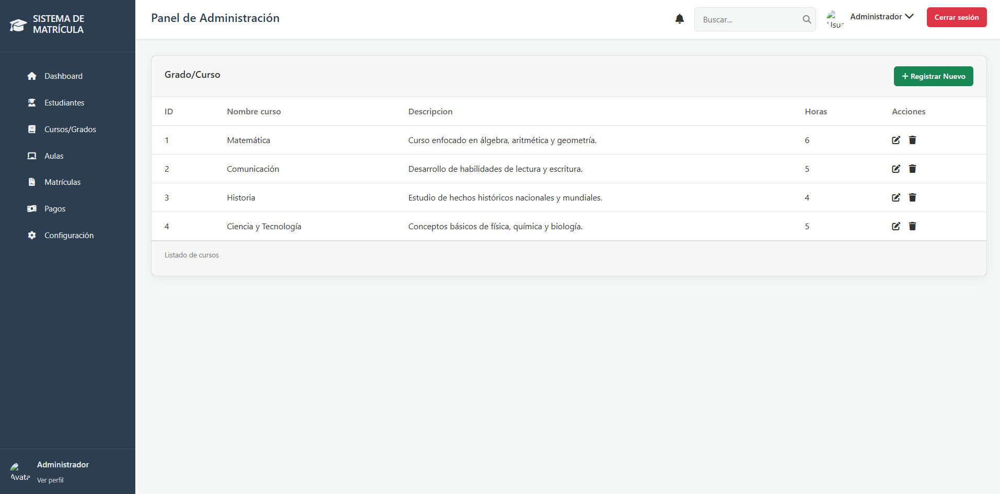 SISTEMA DE
MATRÍCULA
Dashboard
Estudiantes
Cursos/Grados
Aulas
Matrículas
Pagos
Configuración
Administrador
Ver perfil
Panel de Administración
Buscar...
Administrador
Cerrar sesión
Grado/Curso
+ Registrar Nuevo
ID Nombre curso Descripcion Horas Acciones
1 Matemática Curso enfocado en álgebra, aritmética y geometría. 6
2 Comunicación Desarrollo de habilidades de lectura y escritura. 5
3 Historia Estudio de hechos históricos nacionales y mundiales. 4
4 Ciencia y Tecnología Conceptos básicos de física, química y biología. 5
Listado de cursos